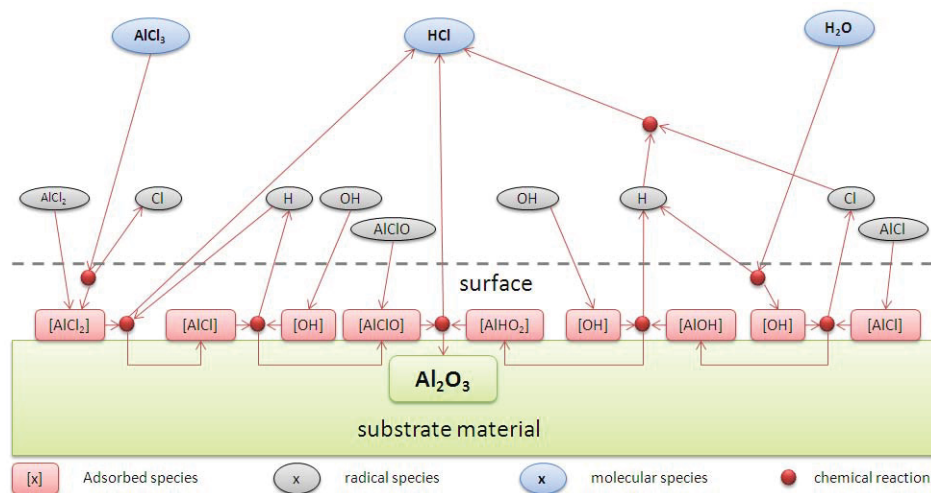 AlCl₃
HCl
H₂O
AlCl₂
Cl
H
OH
AlClO
OH
H
Cl
AlCl
surface
[AlCl₂]
[AlCl]
[OH]
[AlClO]
[AlHO₂]
[OH]
[AlOH]
[OH]
[AlCl]
Al₂O₃
substrate material
[x] Adsorbed species
x radical species
x molecular species
chemical reaction